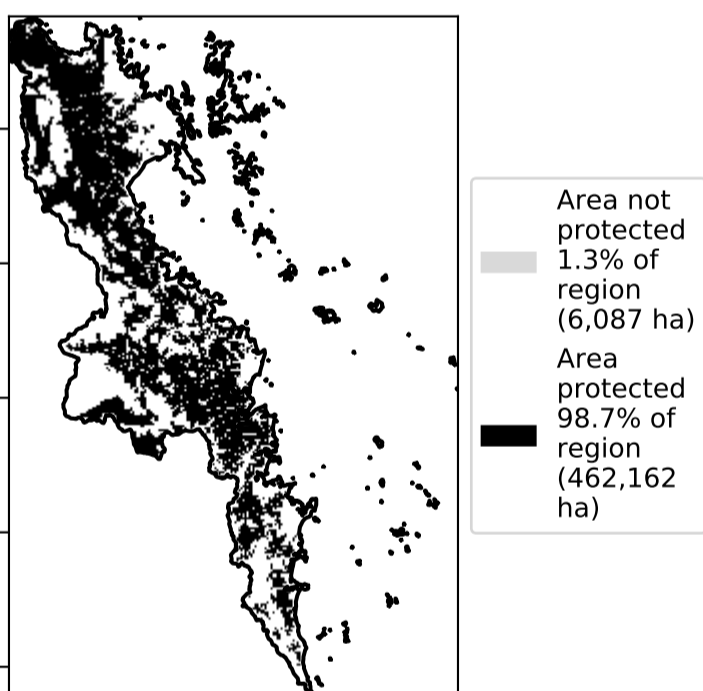 Area not
protected
1.3% of
region
(6,087 ha)
Area
protected
98.7% of
region
(462,162
ha)